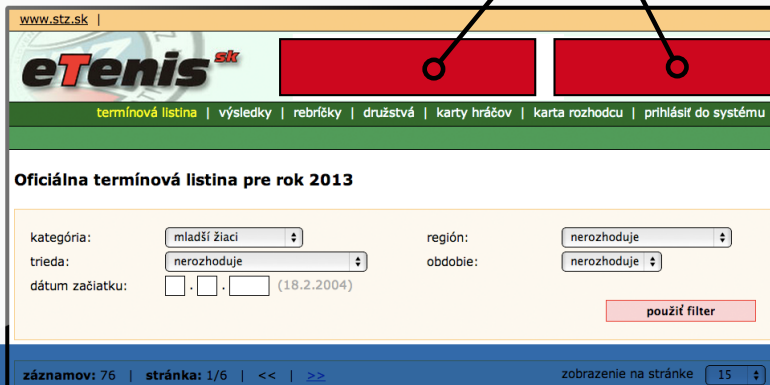 www.stz.sk |
eTenis sk
termínová listina | výsledky | rebríčky | družstvá | karty hráčov | karta rozhodcu | prihlásiť do systému
Oficiálna termínová listina pre rok 2013
kategória: mladší žiaci región: nerozhoduje
trieda: nerozhoduje obdobie: nerozhoduje
dátum začiatku: . . (18.2.2004)
použiť filter
záznamov: 76 | stránka: 1/6 | << | >> zobrazenie na stránke 15